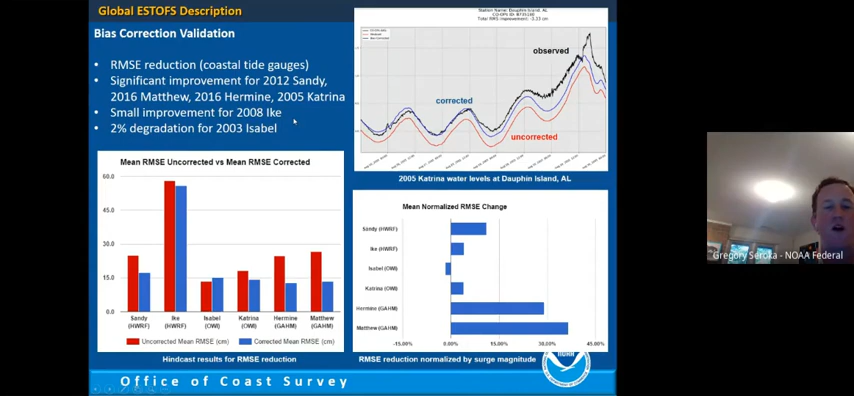 Global ESTOFS Description
Bias Correction Validation
• RMSE reduction (coastal tide gauges)
• Significant improvement for 2012 Sandy,
2016 Matthew, 2016 Hermine, 2005 Katrina
• Small improvement for 2008 Ike
• 2% degradation for 2003 Isabel
Station Name: Dauphin Island, AL
observed
corrected
uncorrected
2005 Katrina water levels at Dauphin Island, AL
Mean RMSE Uncorrected vs Mean RMSE Corrected
60.0
45.0
30.0
15.0
0.0
Sandy (HWRF)
Ike (HWRF)
Isabel (OWI)
Katrina (OWI)
Hermine (GAHM)
Matthew (GAHM)
Uncorrected Mean RMSE (cm)
Corrected Mean RMSE (cm)
Hindcast results for RMSE reduction
Mean Normalized RMSE Change
Sandy (HWRF)
Ike (HWRF)
Isabel (OWI)
Katrina (OWI)
Hermine (GAHM)
Matthew (GAHM)
-15.00%
0.00%
15.00%
30.00%
45.00%
RMSE reduction normalized by surge magnitude
NOAA
Office of Coast Survey
Gregory Seroka - NOAA Federal